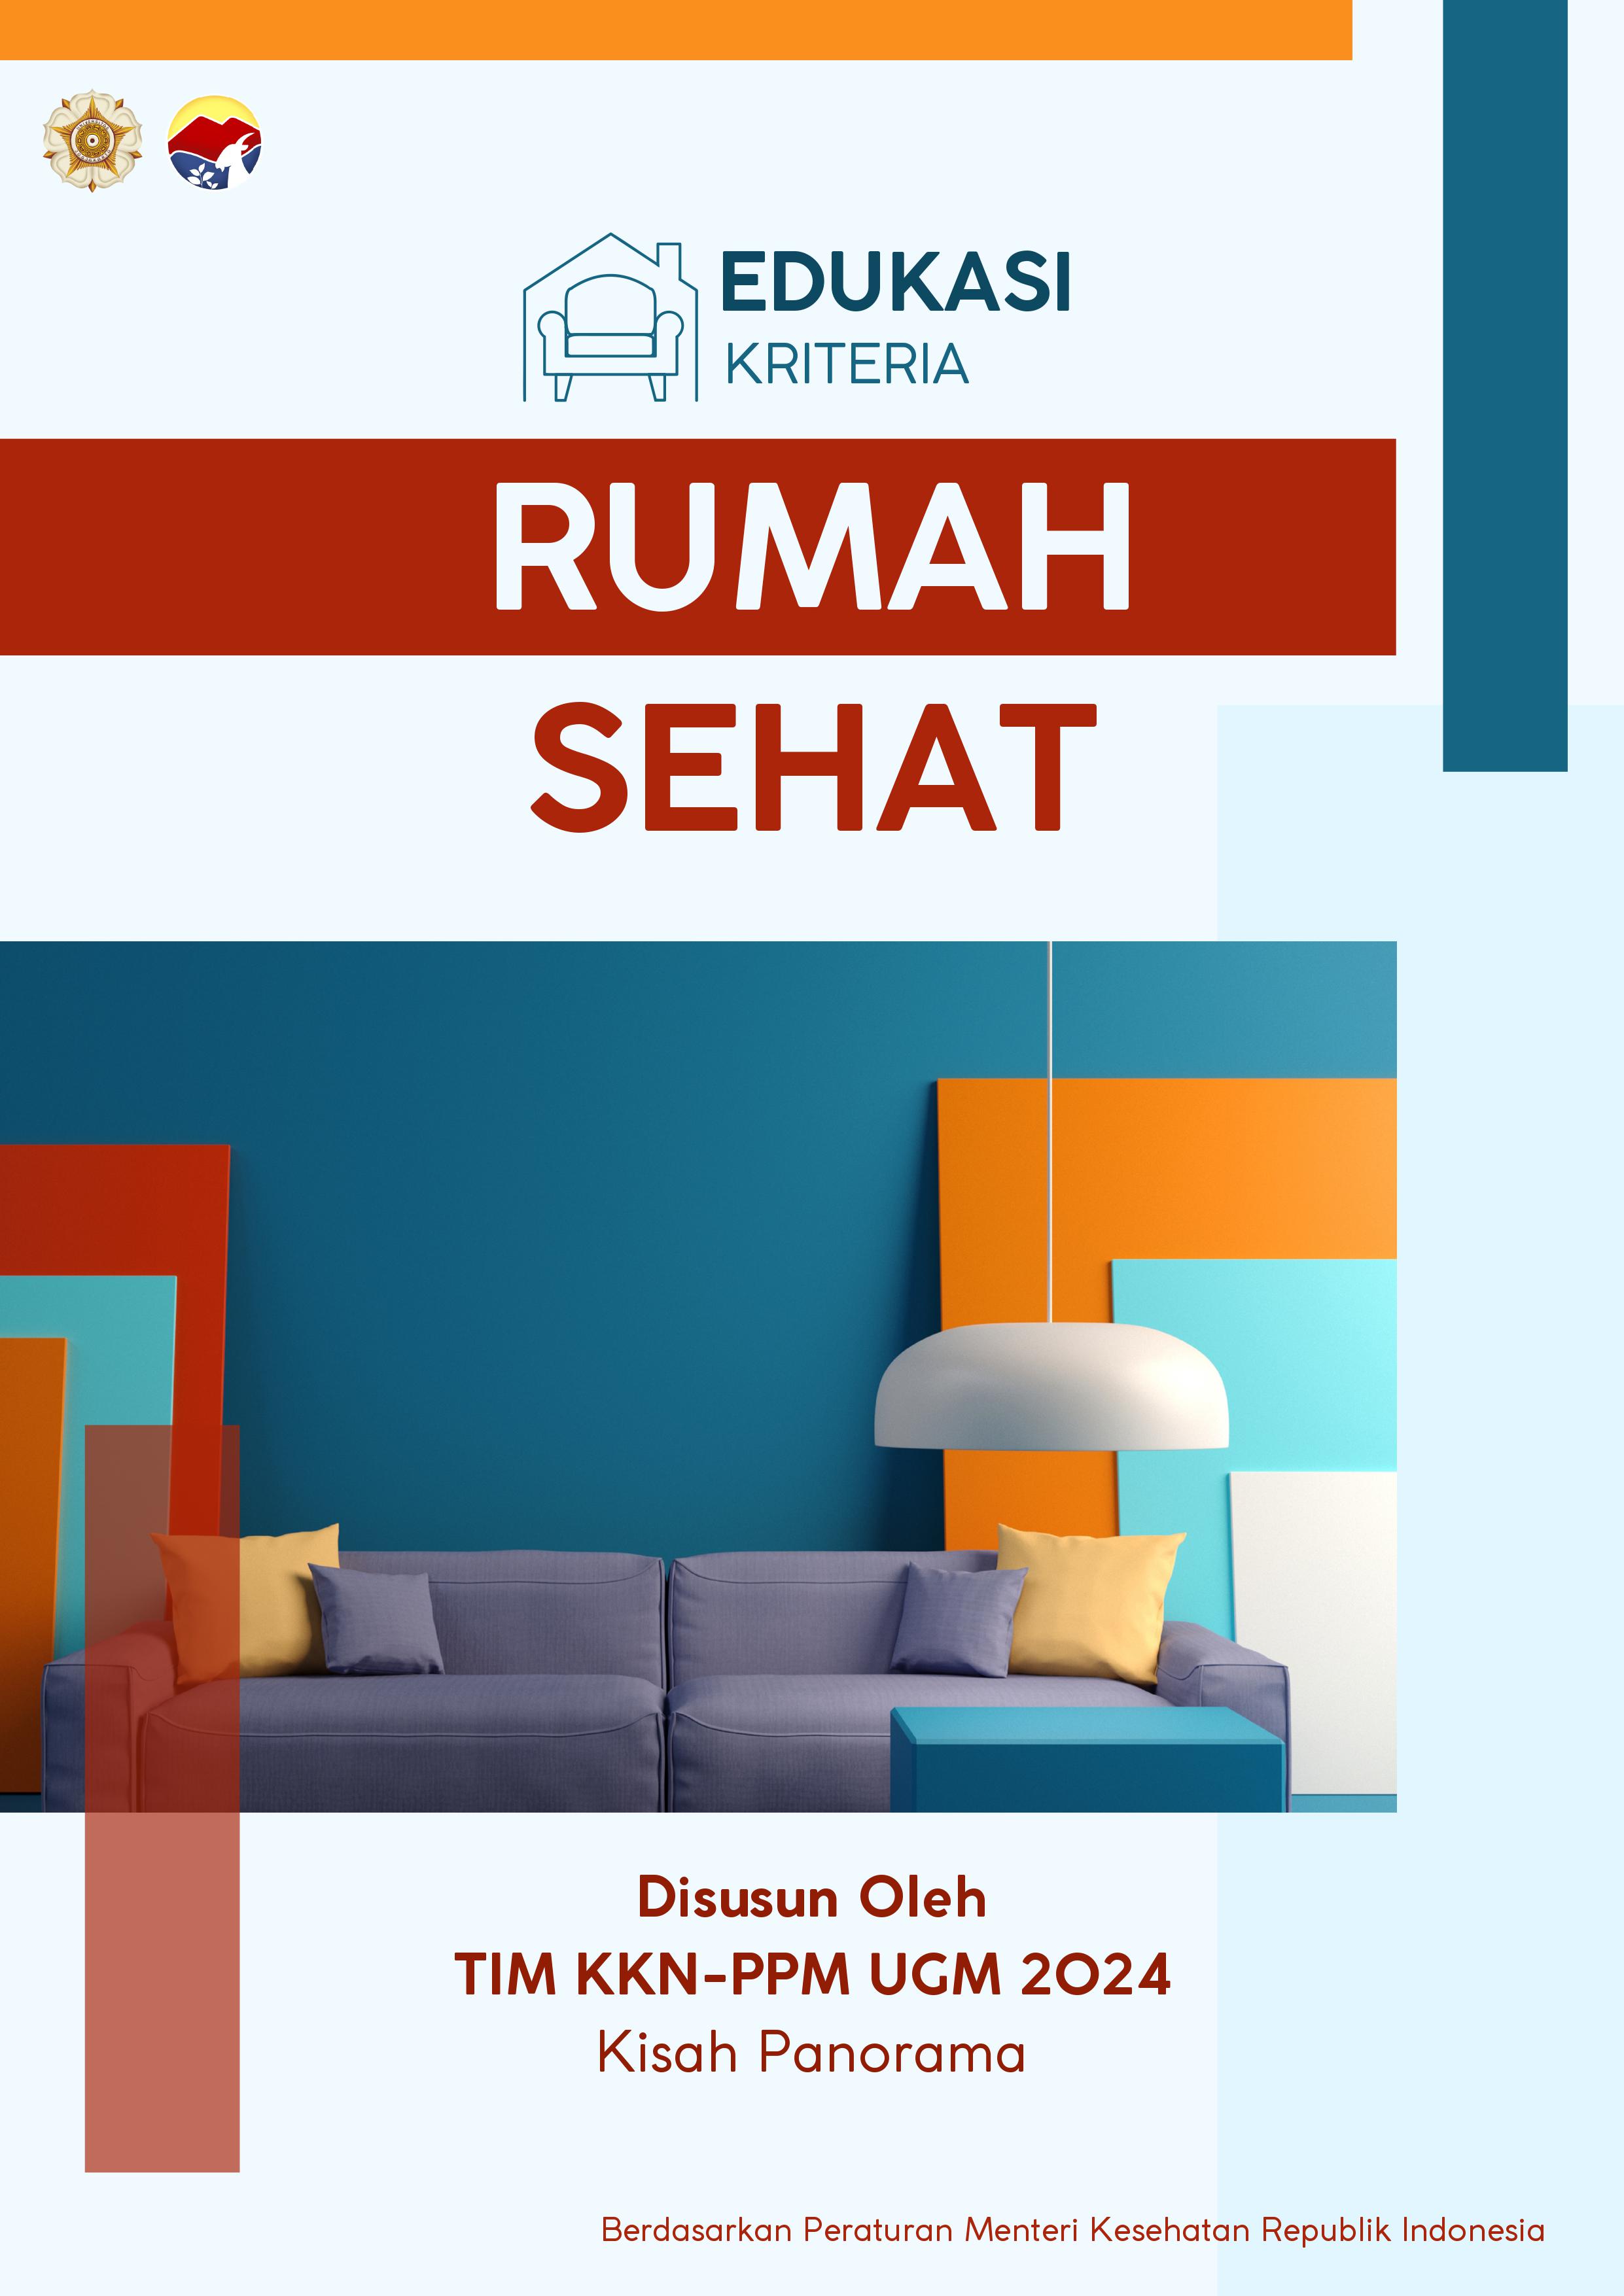 EDUKASI
KRITERIA
RUMAH
SEHAT
Disusun Oleh
TIM KKN-PPM UGM 2024
Kisah Panorama
Berdasarkan Peraturan Menteri Kesehatan Republik Indonesia